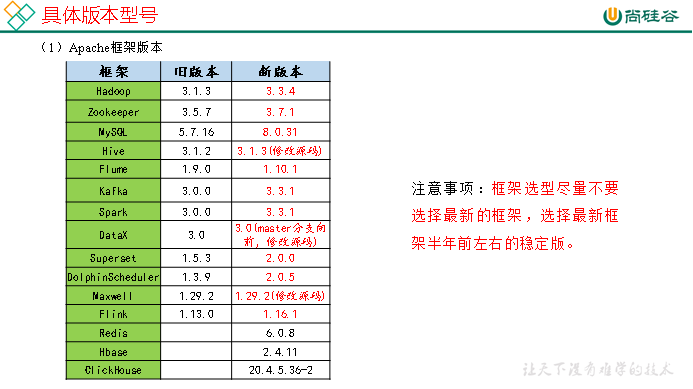 具体版本型号
尚硅谷
（1）Apache框架版本
框架 旧版本 新版本
Hadoop 3.1.3 3.3.4
Zookeeper 3.5.7 3.7.1
MySQL 5.7.16 8.0.31
Hive 3.1.2 3.1.3(修改源码)
Flume 1.9.0 1.10.1
Kafka 3.0.0 3.3.1
Spark 3.0.0 3.3.1
DataX 3.0 3.0(master分支向前，修改源码)
Superset 1.5.3 2.0.0
DolphinScheduler 1.3.9 2.0.5
Maxwell 1.29.2 1.29.2(修改源码)
Flink 1.13.0 1.16.1
Redis 6.0.8
Hbase 2.4.11
ClickHouse 20.4.5.36-2
注意事项：框架选型尽量不要
选择最新的框架，选择最新框
架半年前左右的稳定版。
让天下没有难学的技术